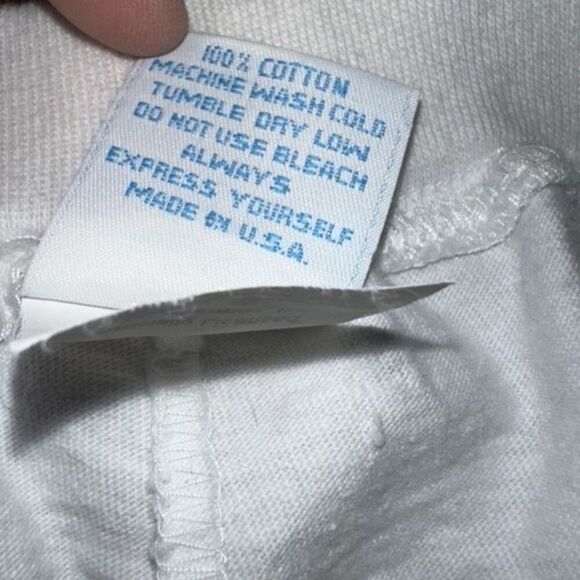 100% COTTON
MACHINE WASH COLD
TUMBLE DRY LOW
DO NOT USE BLEACH
ALWAYS
EXPRESS YOURSELF
MADE IN U.S.A.